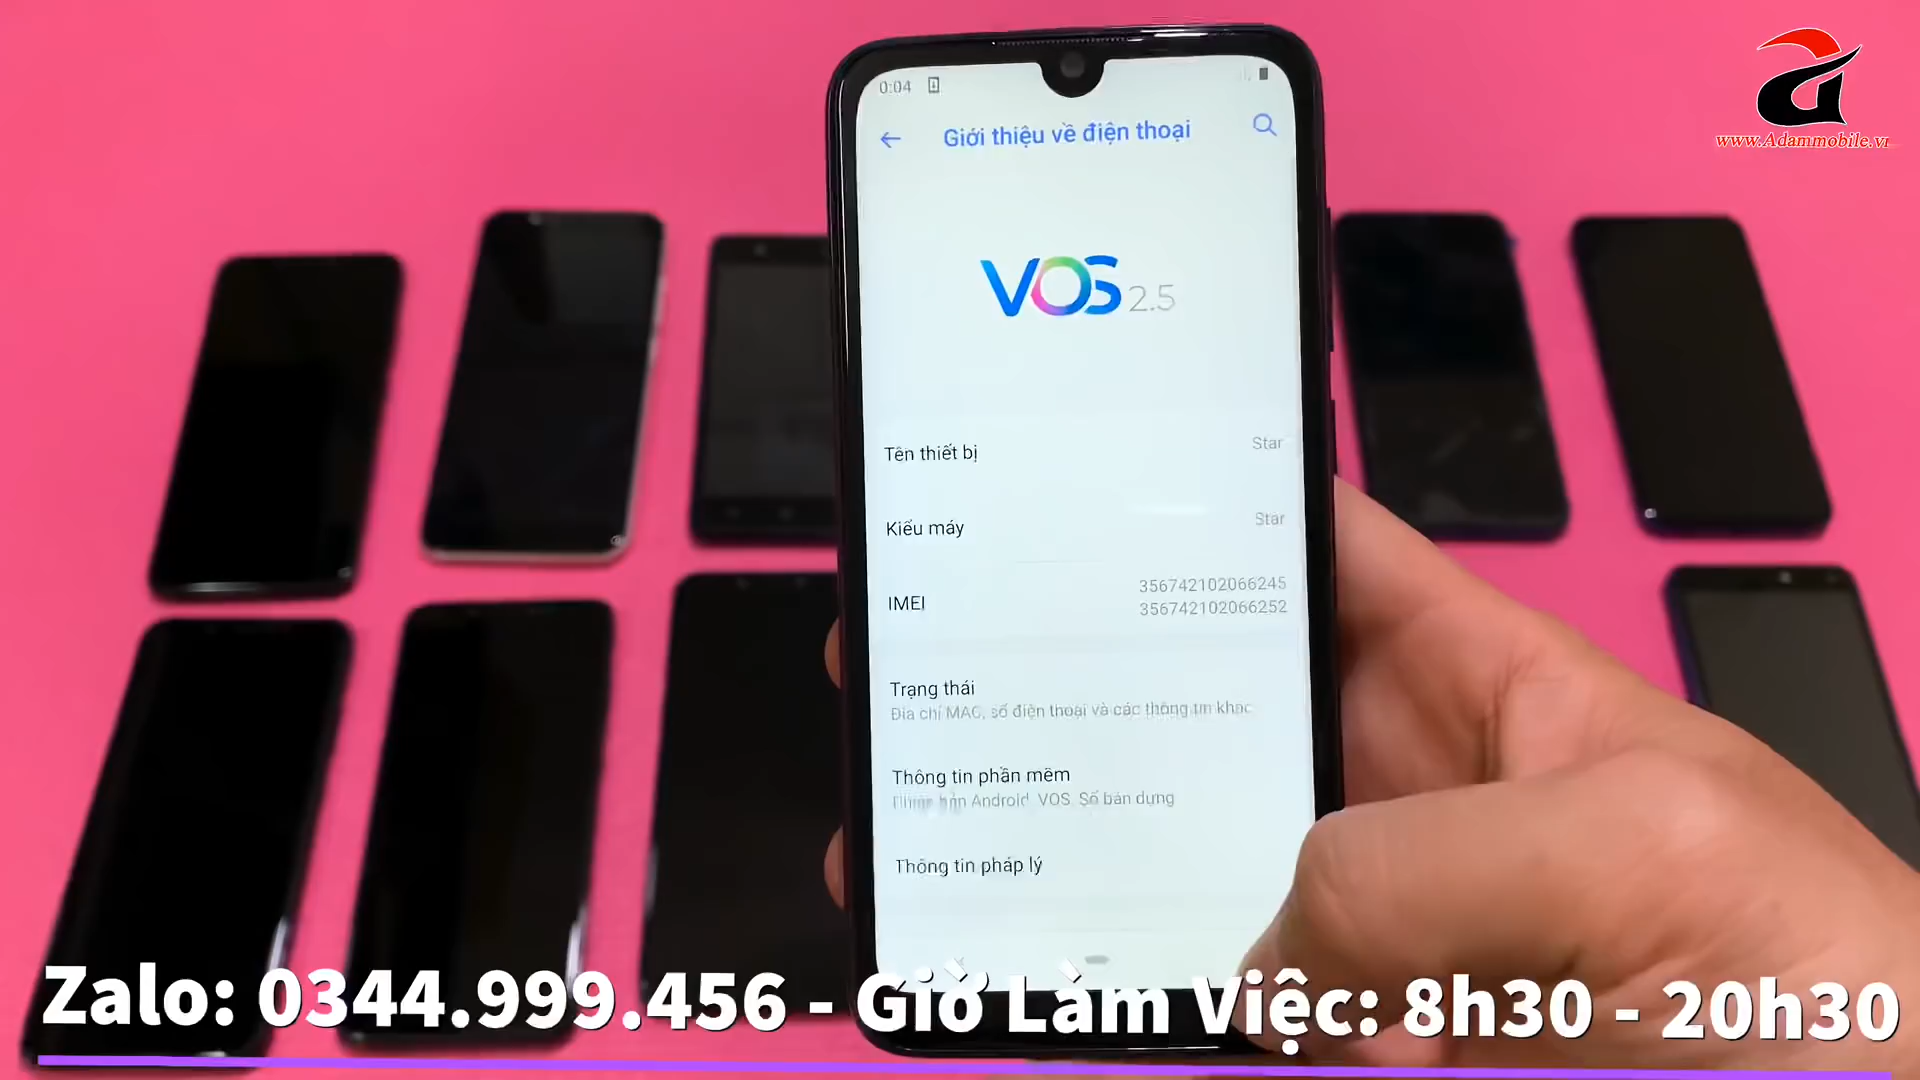 www.Adammobile.vn
0:04
Giới thiệu về điện thoại
VOS 2.5
Tên thiết bị
Star
Kiểu máy
Star
IMEI
356742102066245
356742102066252
Trạng thái
Địa chỉ MAC, số điện thoại và các thông tin khác
Thông tin phần mềm
Android, VOS, Số bản dựng
Thông tin pháp lý
Zalo: 0344.999.456 - Giờ Làm Việc: 8h30 - 20h30